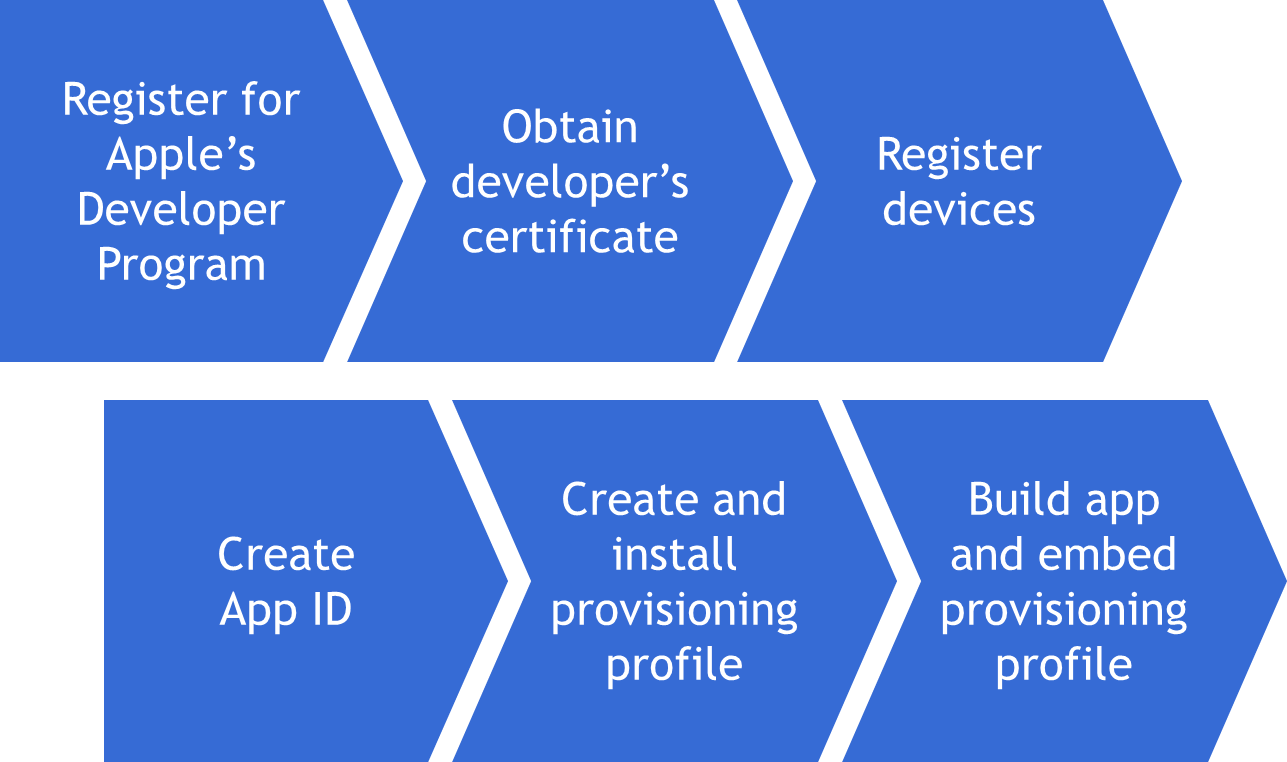 Register for
Apple’s
Developer
Program
Obtain
developer’s
certificate
Register
devices
Create
App ID
Create and
install
provisioning
profile
Build app
and embed
provisioning
profile